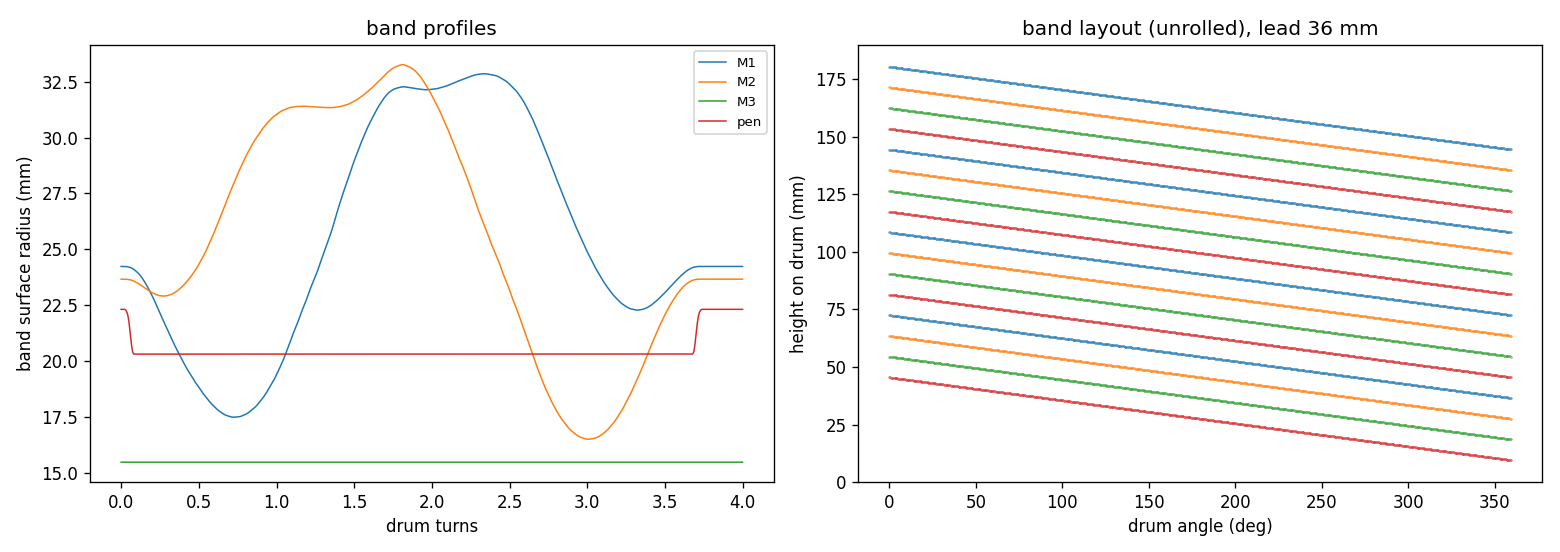 band profiles
32.5
30.0
27.5
25.0
22.5
20.0
17.5
15.0
band surface radius (mm)
0.0 0.5 1.0 1.5 2.0 2.5 3.0 3.5 4.0
drum turns
M1
M2
M3
pen
band layout (unrolled), lead 36 mm
175
150
125
100
75
50
25
0
height on drum (mm)
0 50 100 150 200 250 300 350
drum angle (deg)